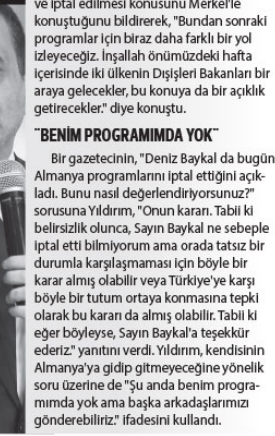 ve iptal edilmesi konusunu Merkel'le
konuştuğunu bildirerek, "Bundan sonraki
programlar için biraz daha farklı bir yol
izleyeceğiz. İnşallah önümüzdeki hafta
içerisinde iki ülkenin Dışişleri Bakanları bir
araya gelecekler, bu konuya da bir açıklık
getirecekler." diye konuştu.
"BENİM PROGRAMIMDA YOK"
Bir gazetecinin, "Deniz Baykal da bugün
Almanya programlarını iptal ettiğini açık-
ladı. Bunu nasıl değerlendiriyorsunuz?"
sorusuna Yıldırım, "Onun kararı. Tabii ki
belirsizlik olunca, Sayın Baykal ne sebeple
iptal etti bilmiyorum ama orada tatsız bir
durumla karşılaşmaması için böyle bir
karar almış olabilir veya Türkiye'ye karşı
böyle bir tutum ortaya konmasına tepki
olarak bu kararı da almış olabilir. Tabii ki
eğer böyleyse, Sayın Baykal'a teşekkür
ederiz." yanıtını verdi. Yıldırım, kendisinin
Almanya'ya gidip gitmeyeceğine yönelik
soru üzerine de "Şu anda benim progra-
mımda yok ama başka arkadaşlarımızı
gönderebiliriz." ifadesini kullandı.